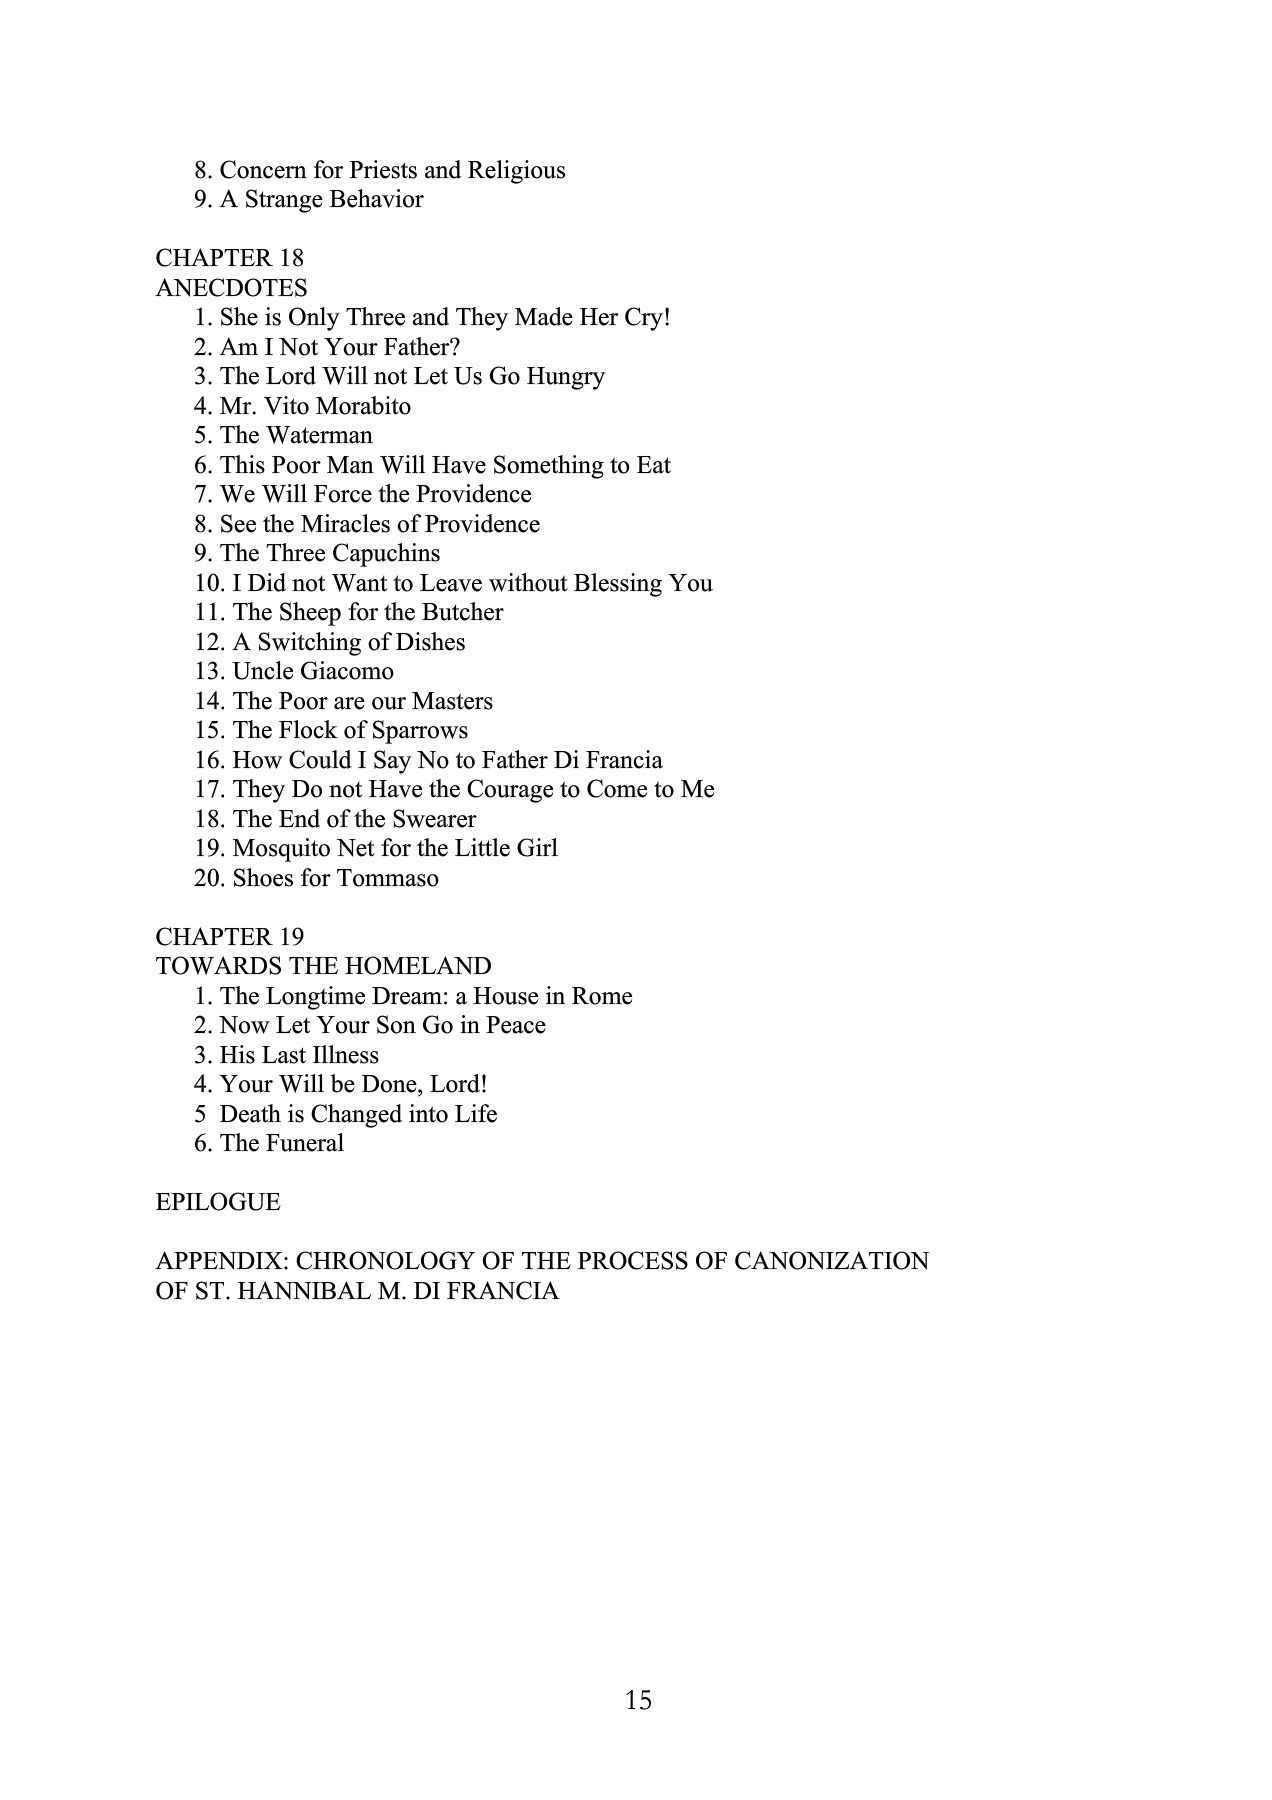 8. Concern for Priests and Religious
9. A Strange Behavior
CHAPTER 18
ANECDOTES
1. She is Only Three and They Made Her Cry!
2. Am I Not Your Father?
3. The Lord Will not Let Us Go Hungry
4. Mr. Vito Morabito
5. The Waterman
6. This Poor Man Will Have Something to Eat
7. We Will Force the Providence
8. See the Miracles of Providence
9. The Three Capuchins
10. I Did not Want to Leave without Blessing You
11. The Sheep for the Butcher
12. A Switching of Dishes
13. Uncle Giacomo
14. The Poor are our Masters
15. The Flock of Sparrows
16. How Could I Say No to Father Di Francia
17. They Do not Have the Courage to Come to Me
18. The End of the Swearer
19. Mosquito Net for the Little Girl
20. Shoes for Tommaso
CHAPTER 19
TOWARDS THE HOMELAND
1. The Longtime Dream: a House in Rome
2. Now Let Your Son Go in Peace
3. His Last Illness
4. Your Will be Done, Lord!
5  Death is Changed into Life
6. The Funeral
EPILOGUE
APPENDIX: CHRONOLOGY OF THE PROCESS OF CANONIZATION
OF ST. HANNIBAL M. DI FRANCIA
15